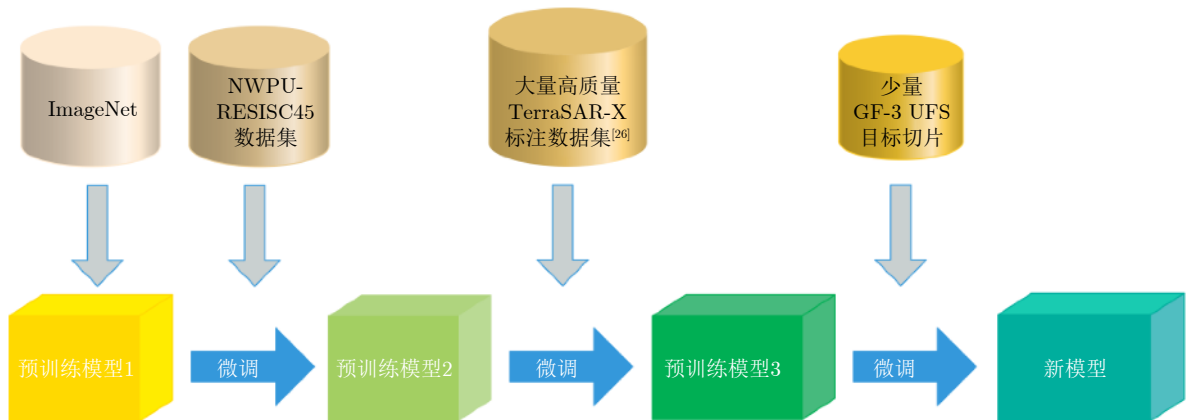 ImageNet
NWPU-
RESISC45
数据集
大量高质量
TerraSAR-X
标注数据集[26]
少量
GF-3 UFS
目标切片
预训练模型1
微调
预训练模型2
微调
预训练模型3
微调
新模型